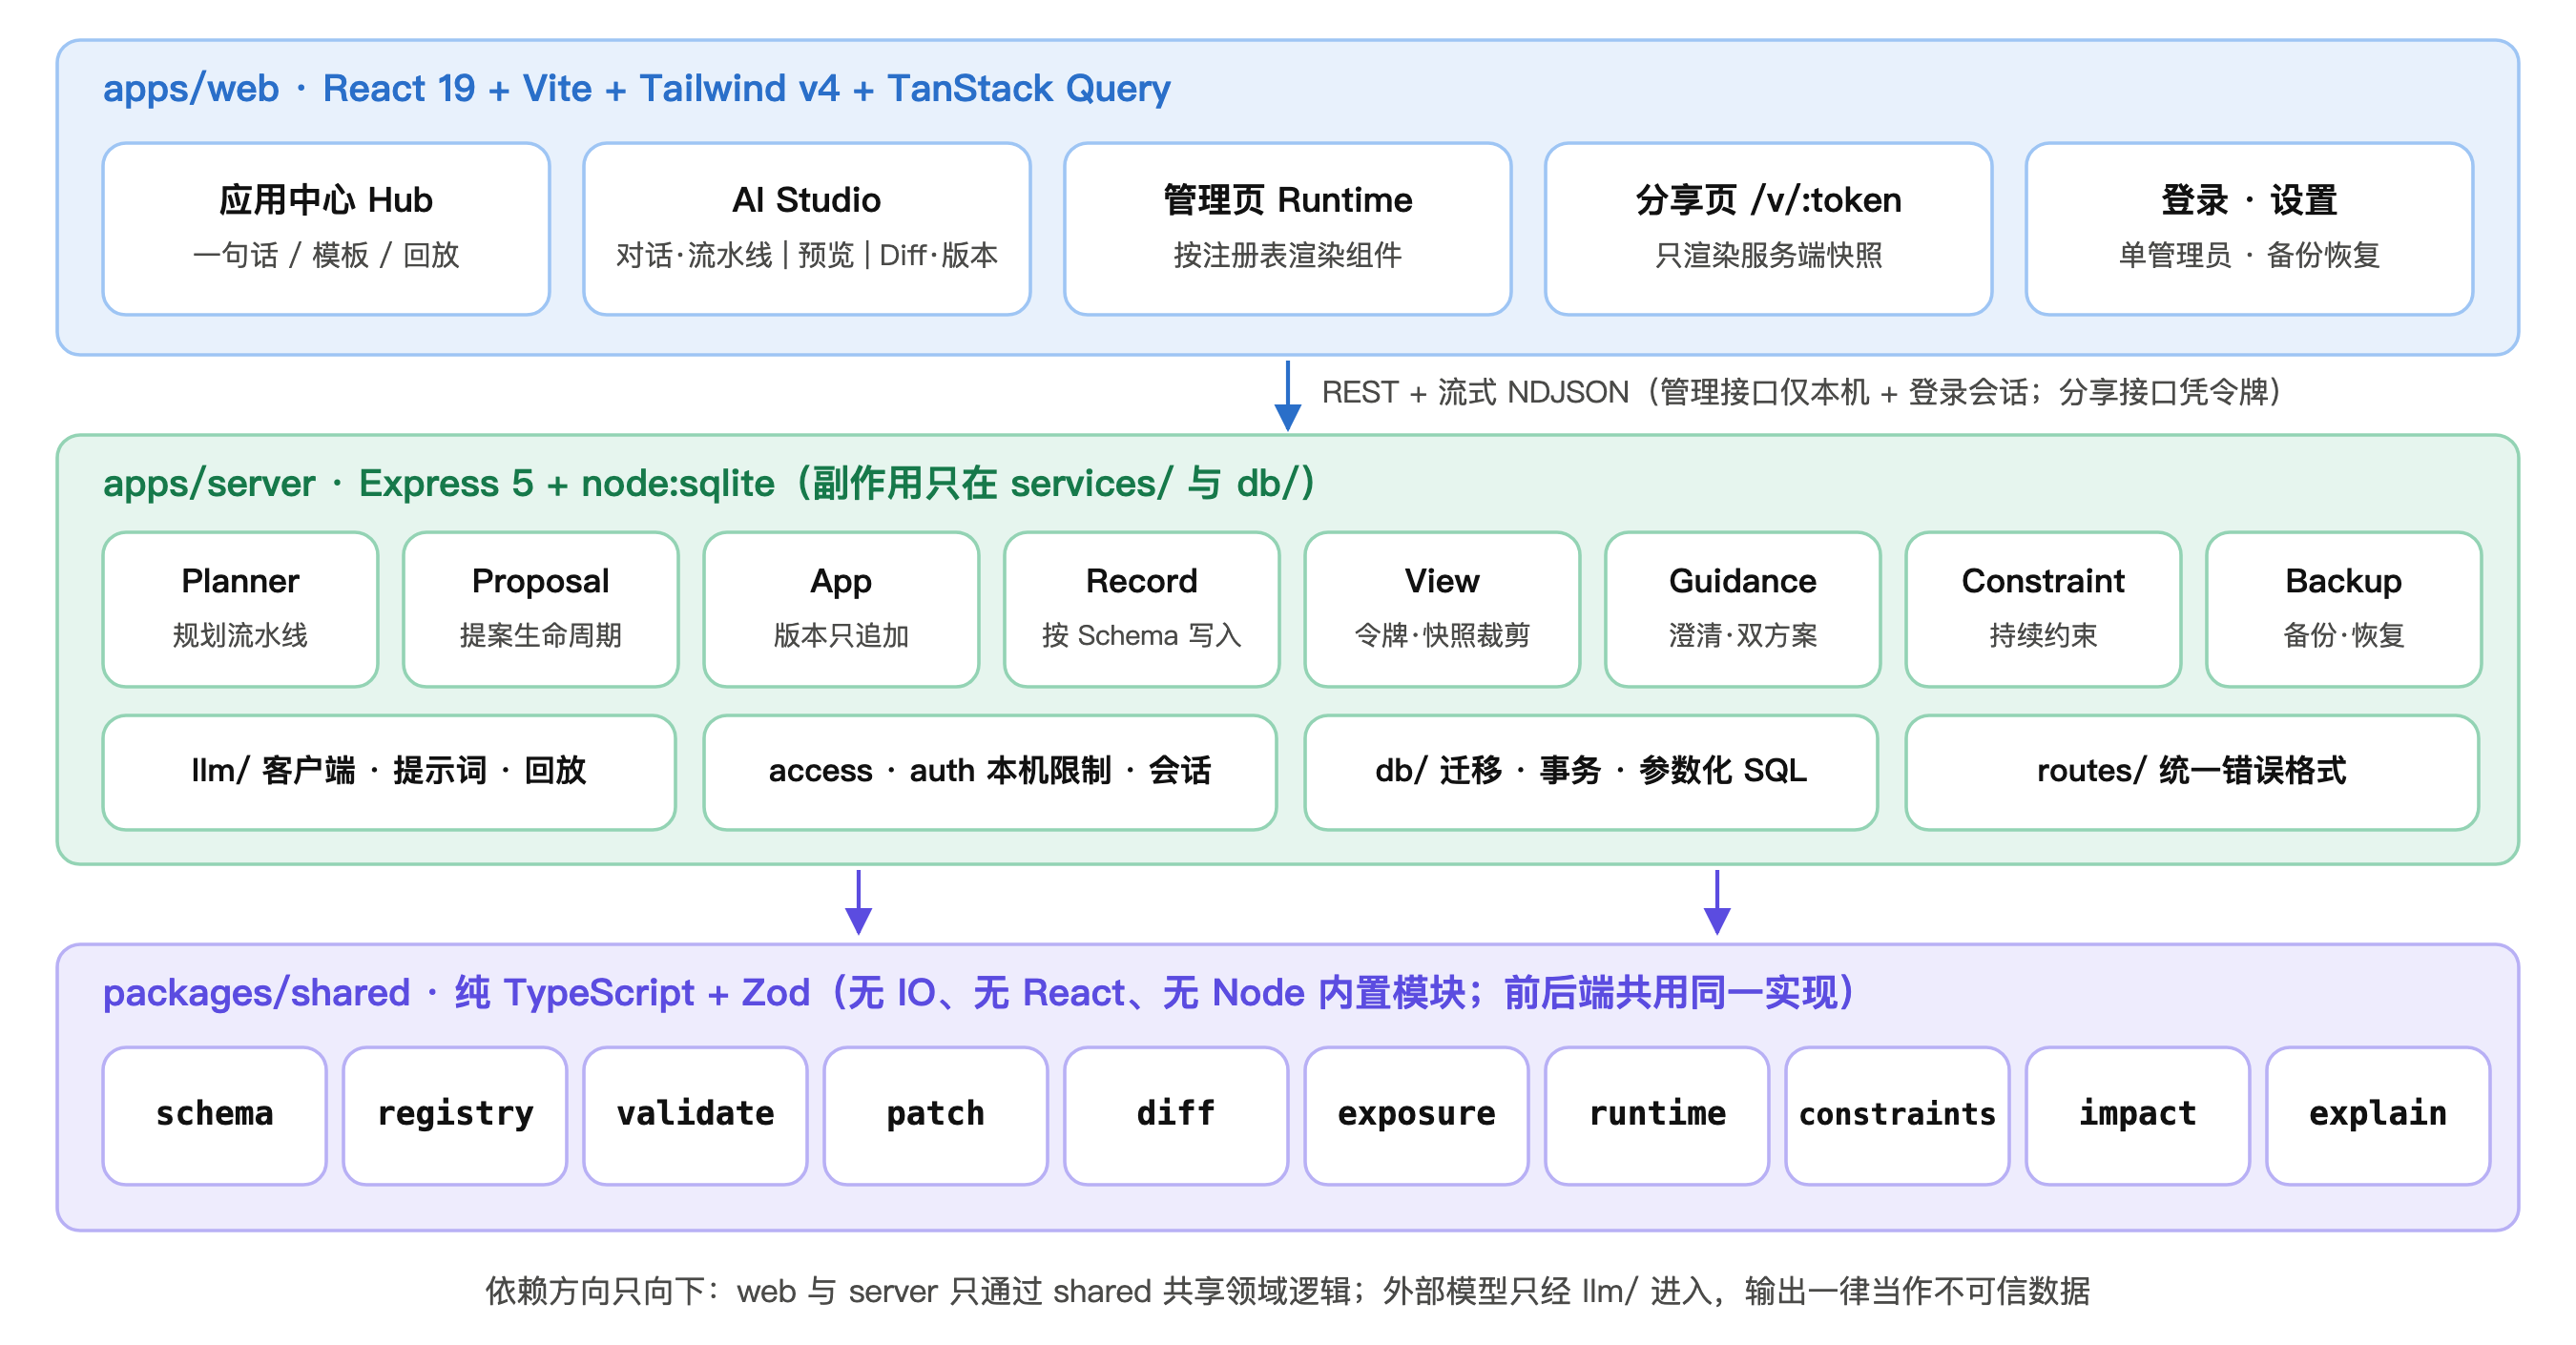 apps/web · React 19 + Vite + Tailwind v4 + TanStack Query
应用中心 Hub
一句话 / 模板 / 回放
AI Studio
对话·流水线 | 预览 | Diff·版本
管理页 Runtime
按注册表渲染组件
分享页 /v/:token
只渲染服务端快照
登录 · 设置
单管理员 · 备份恢复
REST + 流式 NDJSON（管理接口仅本机 + 登录会话；分享接口凭令牌）
apps/server · Express 5 + node:sqlite（副作用只在 services/ 与 db/）
Planner
规划流水线
Proposal
提案生命周期
App
版本只追加
Record
按 Schema 写入
View
令牌·快照裁剪
Guidance
澄清·双方案
Constraint
持续约束
Backup
备份·恢复
llm/ 客户端 · 提示词 · 回放
access · auth 本机限制 · 会话
db/ 迁移 · 事务 · 参数化 SQL
routes/ 统一错误格式
packages/shared · 纯 TypeScript + Zod（无 IO、无 React、无 Node 内置模块；前后端共用同一实现）
schema
registry
validate
patch
diff
exposure
runtime
constraints
impact
explain
依赖方向只向下：web 与 server 只通过 shared 共享领域逻辑；外部模型只经 llm/ 进入，输出一律当作不可信数据